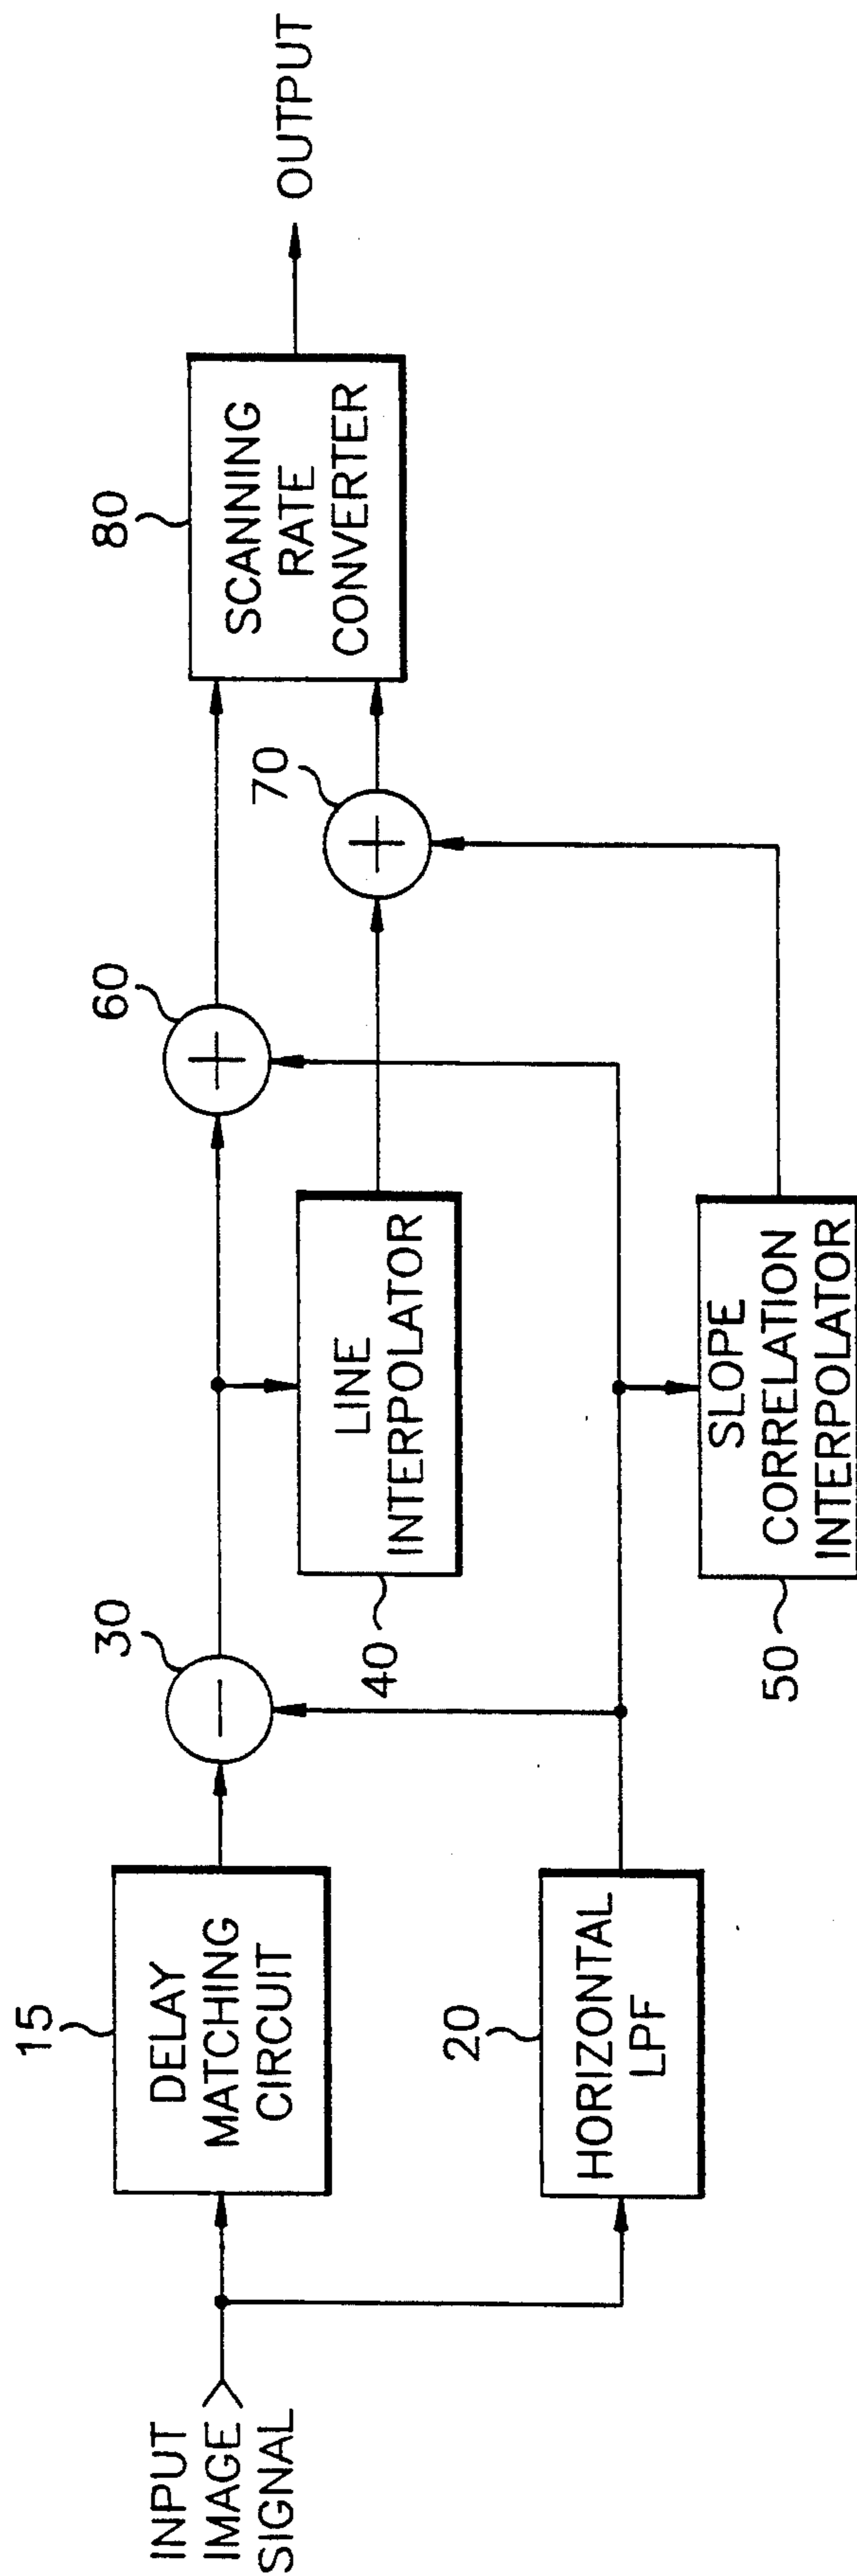 INPUT
IMAGE
SIGNAL
15
DELAY
MATCHING
CIRCUIT
20
HORIZONTAL
LPF
30
40
LINE
INTERPOLATOR
50
SLOPE
CORRELATION
INTERPOLATOR
60
70
80
SCANNING
RATE
CONVERTER
OUTPUT